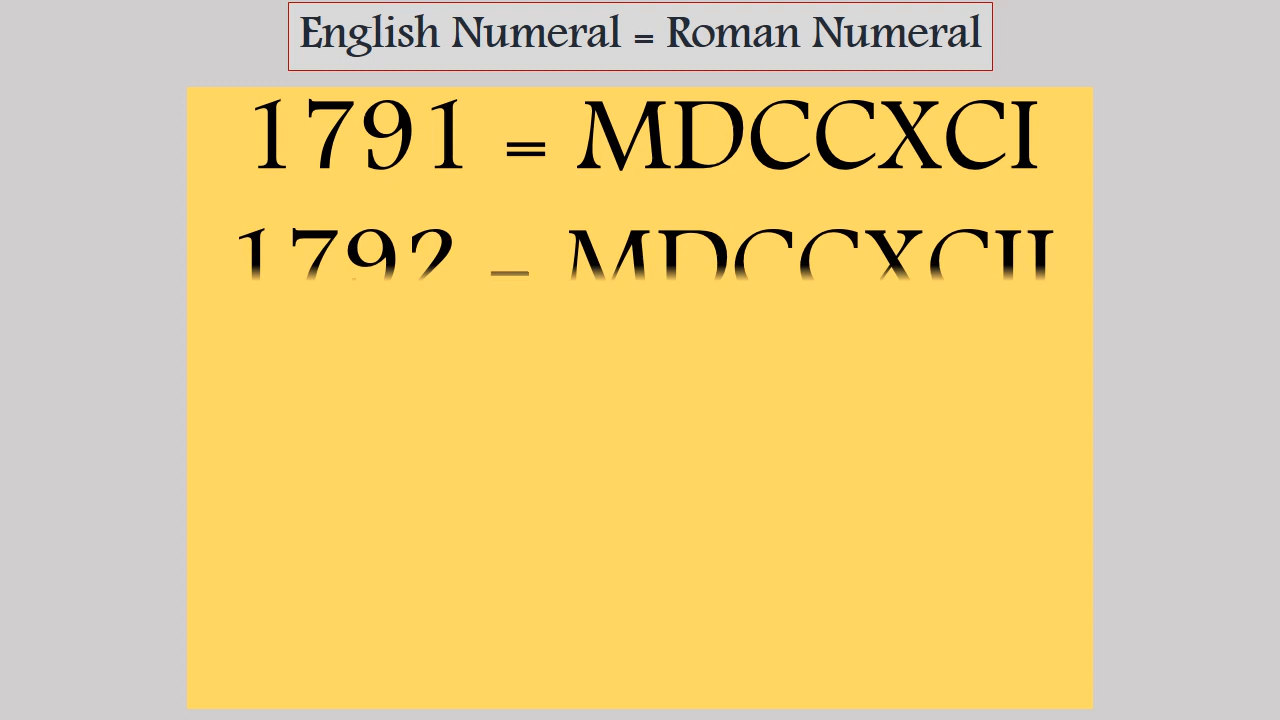 English Numeral = Roman Numeral
1791 = MDCCXCI
1792 = MDCCXCII